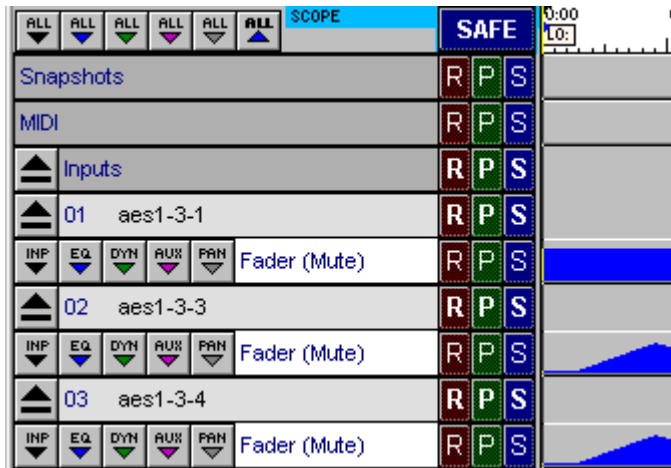 ALL ALL ALL ALL ALL ALL SCOPE SAFE 0:00
L0:
Snapshots R P S
MIDI R P S
Inputs R P S
01 aes1-3-1 R P S
INP EQ DYN AUX PAN Fader (Mute) R P S
02 aes1-3-3 R P S
INP EQ DYN AUX PAN Fader (Mute) R P S
03 aes1-3-4 R P S
INP EQ DYN AUX PAN Fader (Mute) R P S